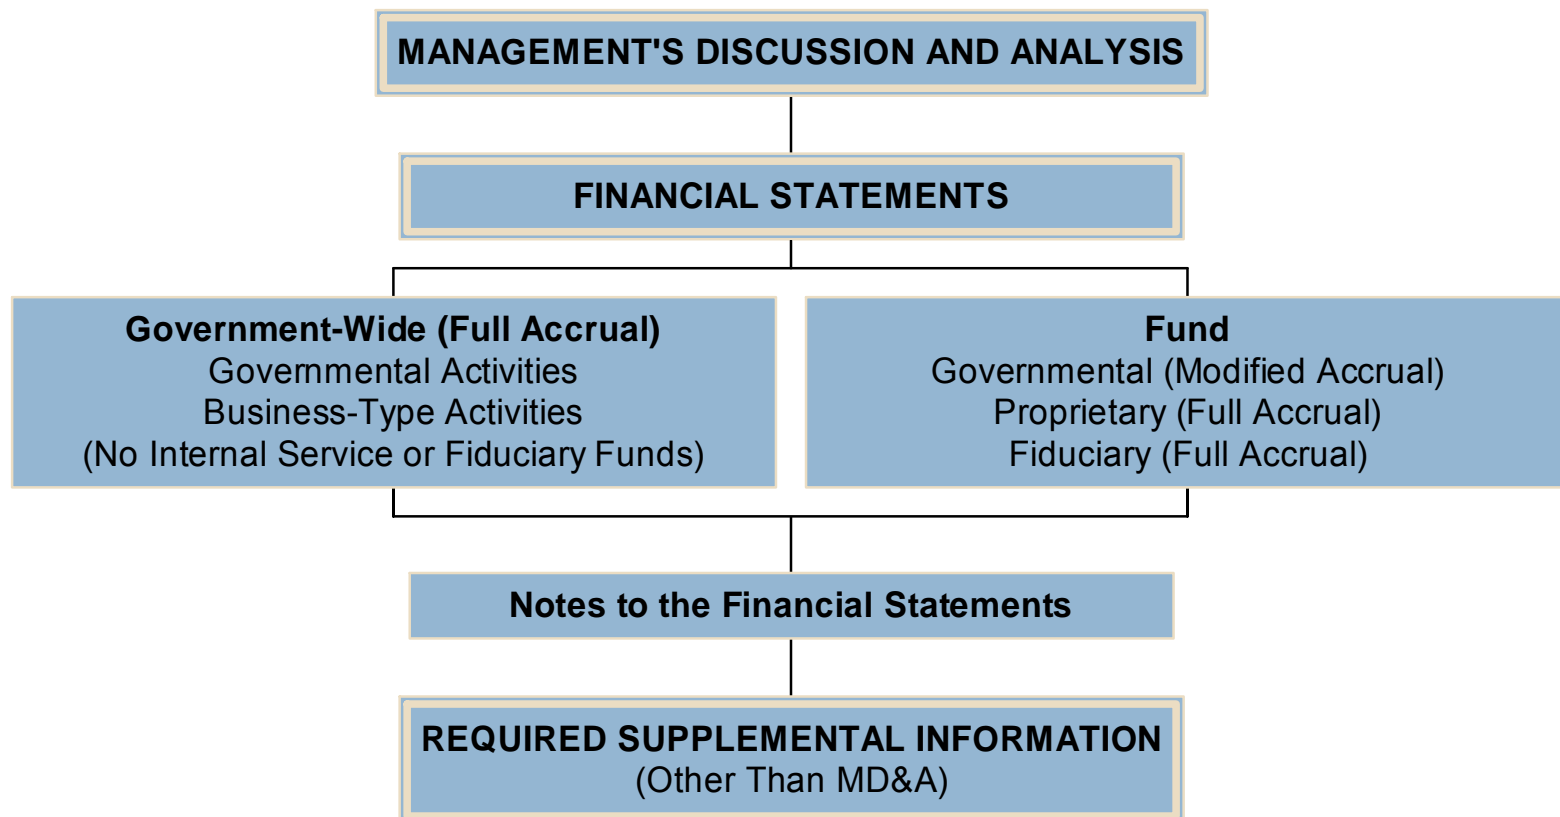 MANAGEMENT'S DISCUSSION AND ANALYSIS
FINANCIAL STATEMENTS
Government-Wide (Full Accrual)
Governmental Activities
Business-Type Activities
(No Internal Service or Fiduciary Funds)
Fund
Governmental (Modified Accrual)
Proprietary (Full Accrual)
Fiduciary (Full Accrual)
Notes to the Financial Statements
REQUIRED SUPPLEMENTAL INFORMATION
(Other Than MD&A)